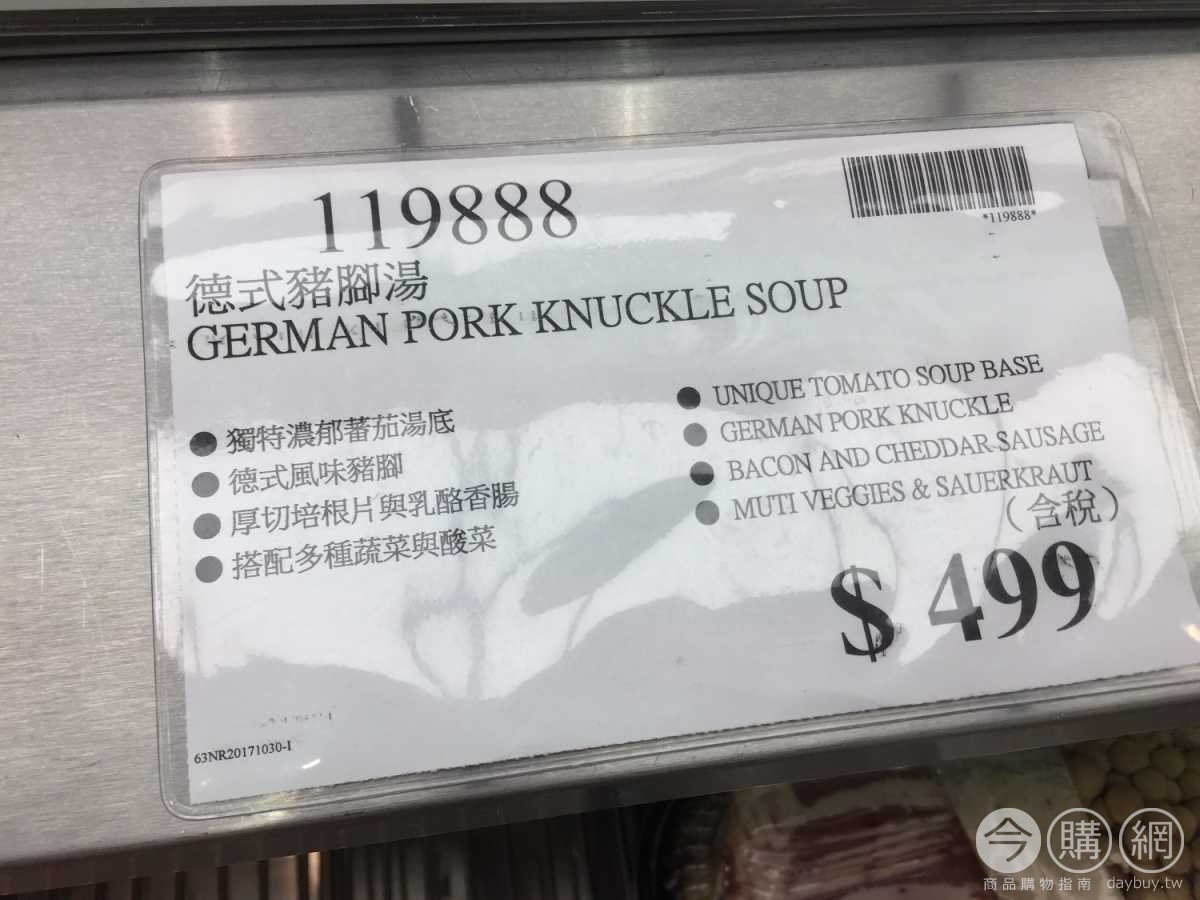 119888
*119888*
德式豬腳湯
GERMAN PORK KNUCKLE SOUP
獨特濃郁蕃茄湯底
德式風味豬腳
厚切培根片與乳酪香腸
搭配多種蔬菜與酸菜
UNIQUE TOMATO SOUP BASE
GERMAN PORK KNUCKLE
BACON AND CHEDDAR SAUSAGE
MUTI VEGGIES & SAUERKRAUT
（含稅）
$ 499
63NR20171030-1
今購網
商品購物指南 daybuy.tw